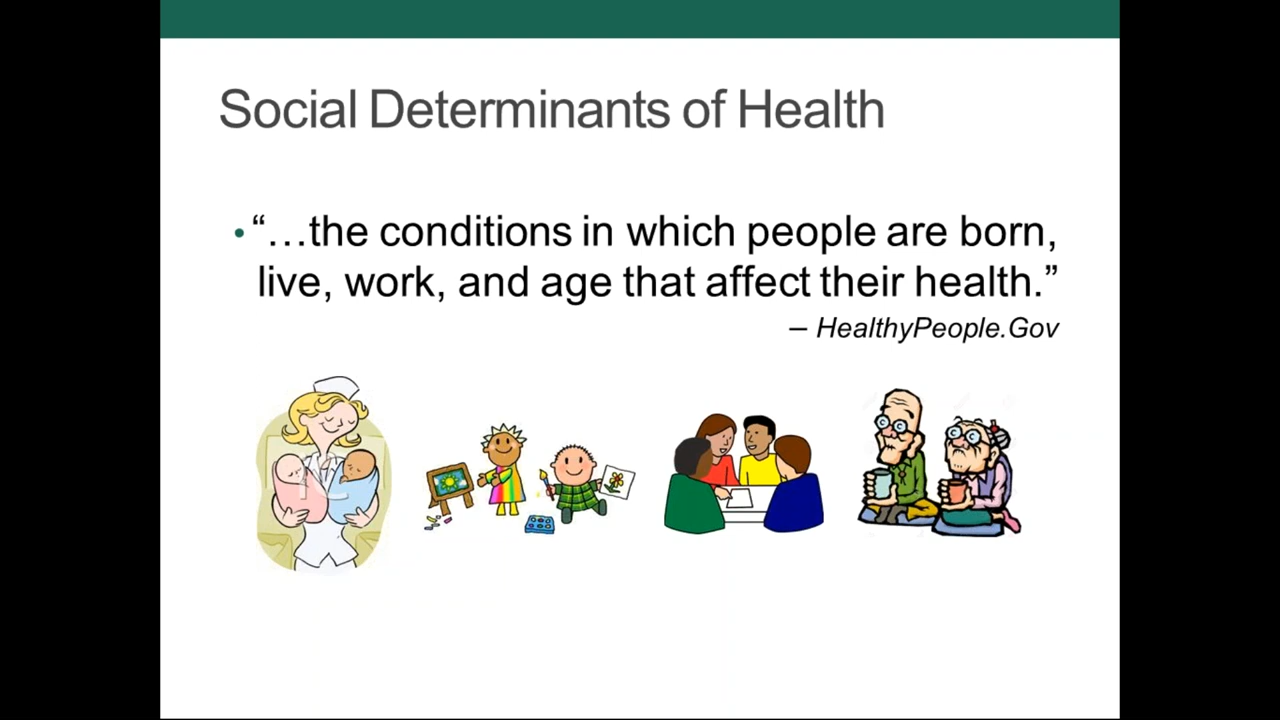 Social Determinants of Health
• “…the conditions in which people are born,
live, work, and age that affect their health.”
– HealthyPeople.Gov